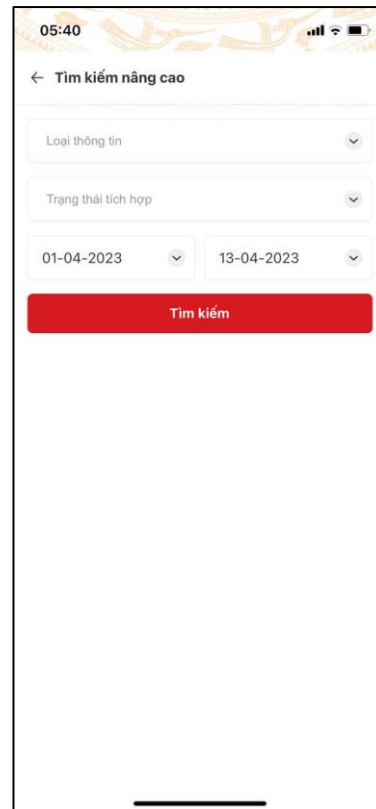 05:40
Tìm kiếm nâng cao
Loại thông tin
Trạng thái tích hợp
01-04-2023 13-04-2023
Tìm kiếm